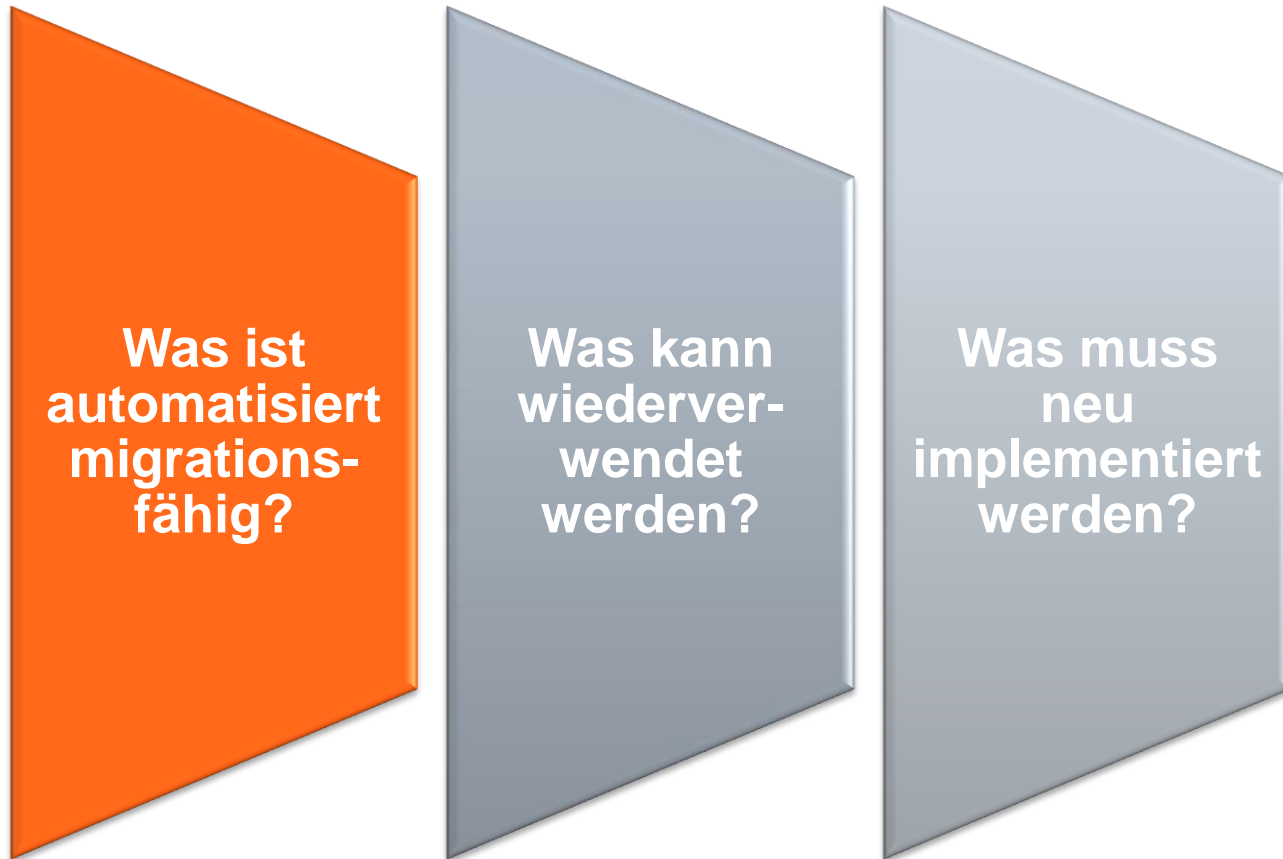 Was ist
automatisiert
migrations-
fähig?
Was kann
wiederver-
wendet
werden?
Was muss
neu
implementiert
werden?